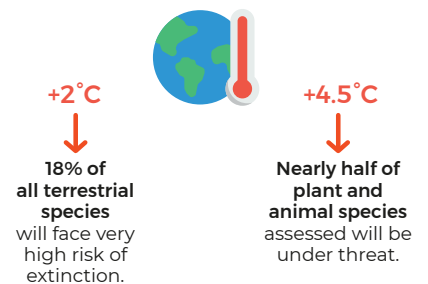 +2°C
18% of
all terrestrial
species
will face very
high risk of
extinction.
+4.5°C
Nearly half of
plant and
animal species
assessed will be
under threat.